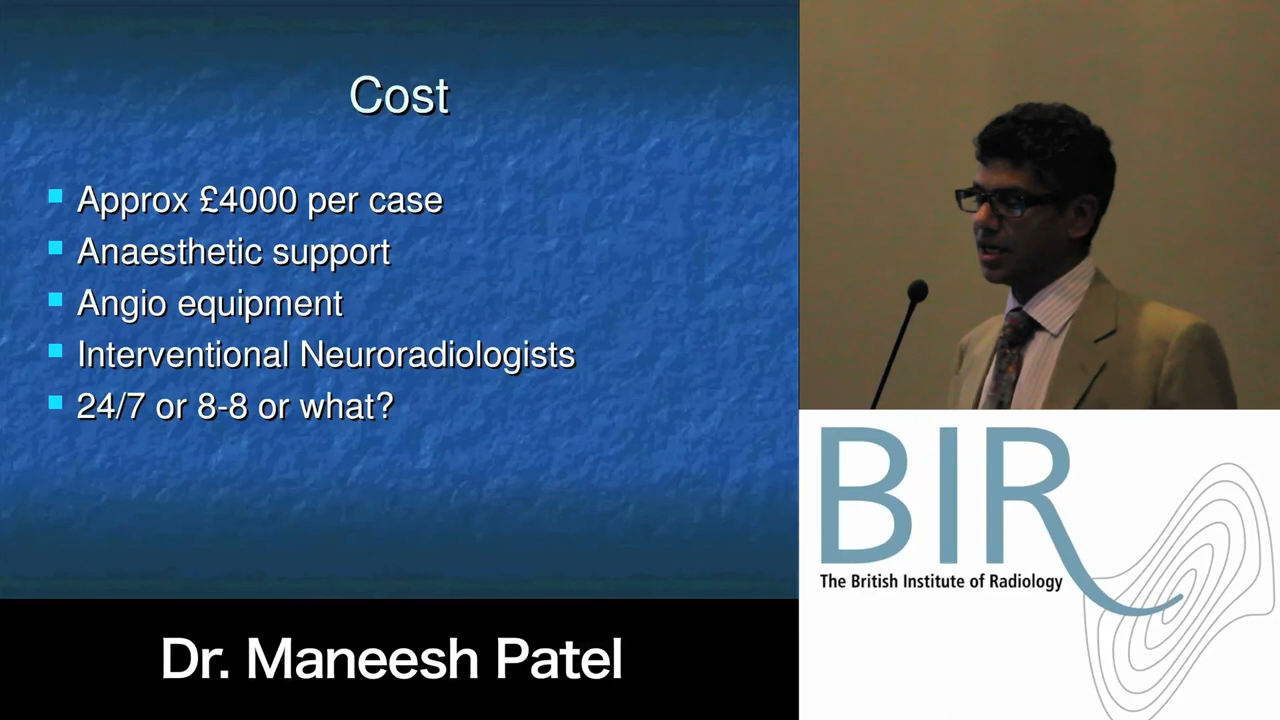 Cost
Approx £4000 per case
Anaesthetic support
Angio equipment
Interventional Neuroradiologists
24/7 or 8-8 or what?
Dr. Maneesh Patel
BIR
The British Institute of Radiology